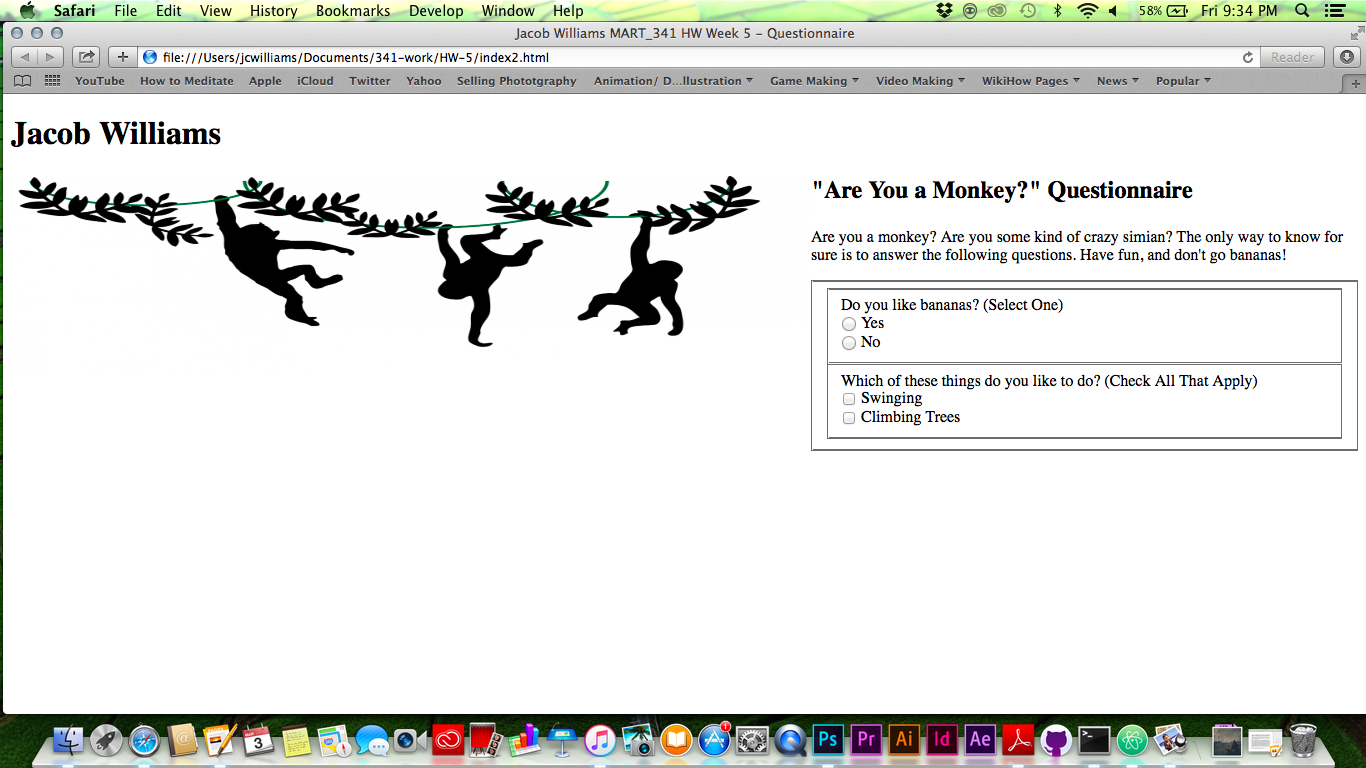 Safari File Edit View History Bookmarks Develop Window Help 58% Fri 9:34 PM
Jacob Williams MART_341 HW Week 5 – Questionnaire
file:///Users/jcwilliams/Documents/341-work/HW-5/index2.html Reader
YouTube How to Meditate Apple iCloud Twitter Yahoo Selling Phototgraphy Animation/ D...llustration Game Making Video Making WikiHow Pages News Popular
Jacob Williams
"Are You a Monkey?" Questionnaire
Are you a monkey? Are you some kind of crazy simian? The only way to know for
sure is to answer the following questions. Have fun, and don't go bananas!
Do you like bananas? (Select One)
Yes
No
Which of these things do you like to do? (Check All That Apply)
Swinging
Climbing Trees
3 1 Ps Pr Ai Id Ae